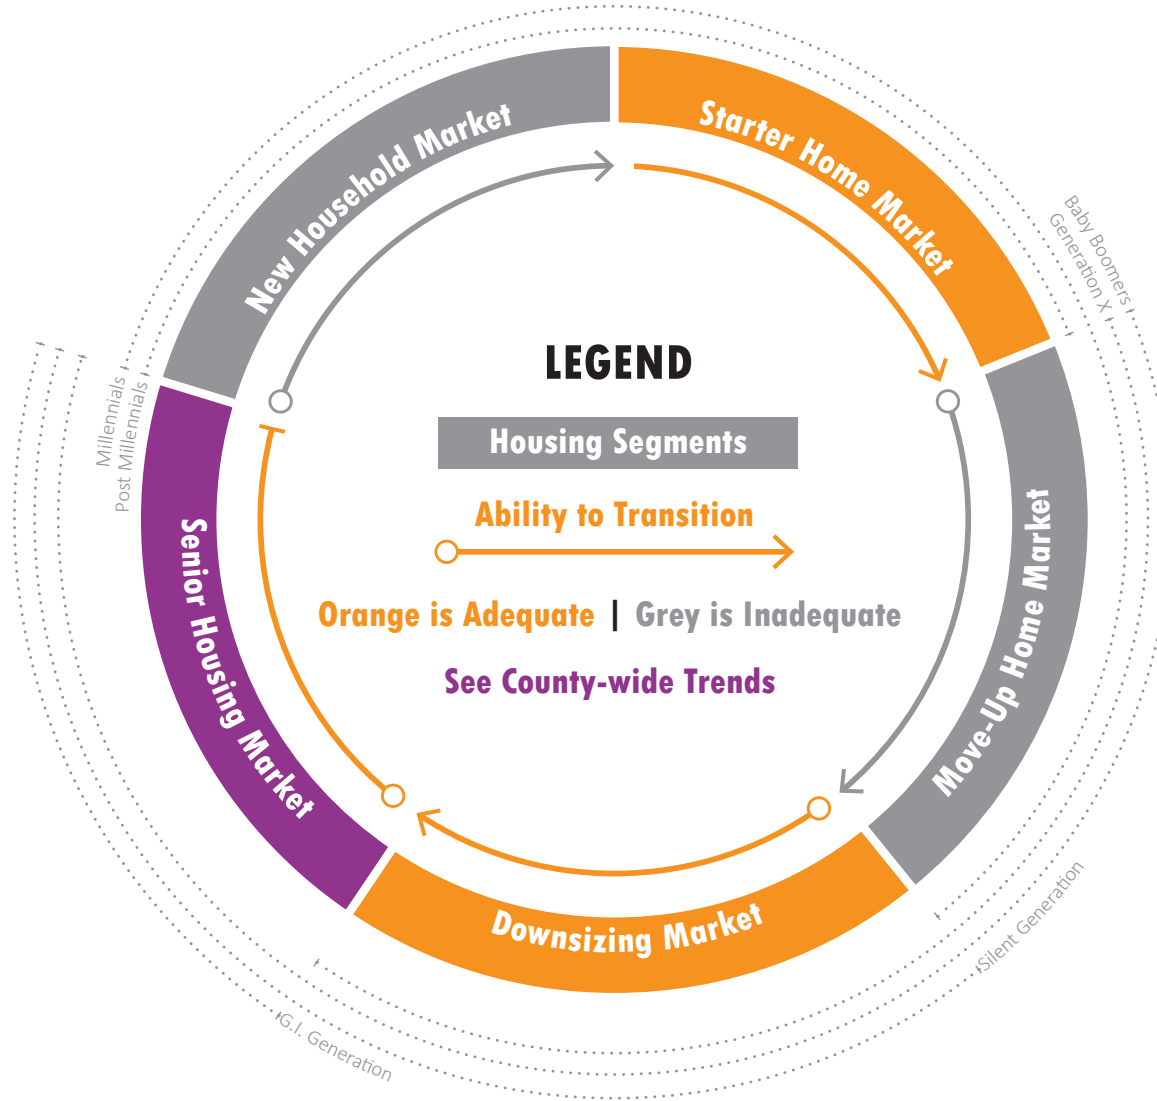 New Household Market
Starter Home Market
Baby Boomers
Generation X
LEGEND
Housing Segments
Ability to Transition
Orange is Adequate | Grey is Inadequate
See County-wide Trends
Millennials
Post Millennials
Senior Housing Market
Move-Up Home Market
Downsizing Market
Silent Generation
G.I. Generation